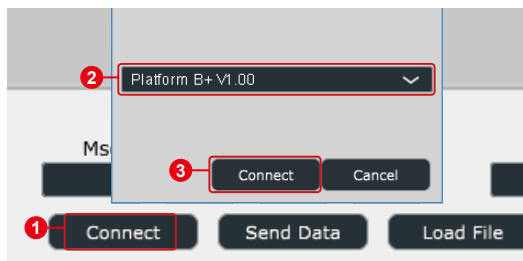 2 Platform B+ V1.00
Ms
3 Connect Cancel
1 Connect Send Data Load File